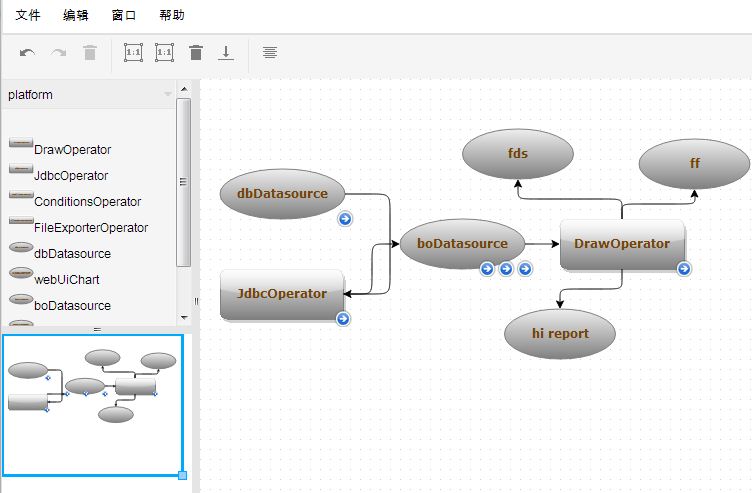 文件 编辑 窗口 帮助
1:1 1:1
platform
DrawOperator
JdbcOperator
ConditionsOperator
FileExporterOperator
dbDatasource
webUiChart
boDatasource
fds
ff
dbDatasource
boDatasource
DrawOperator
JdbcOperator
hi report